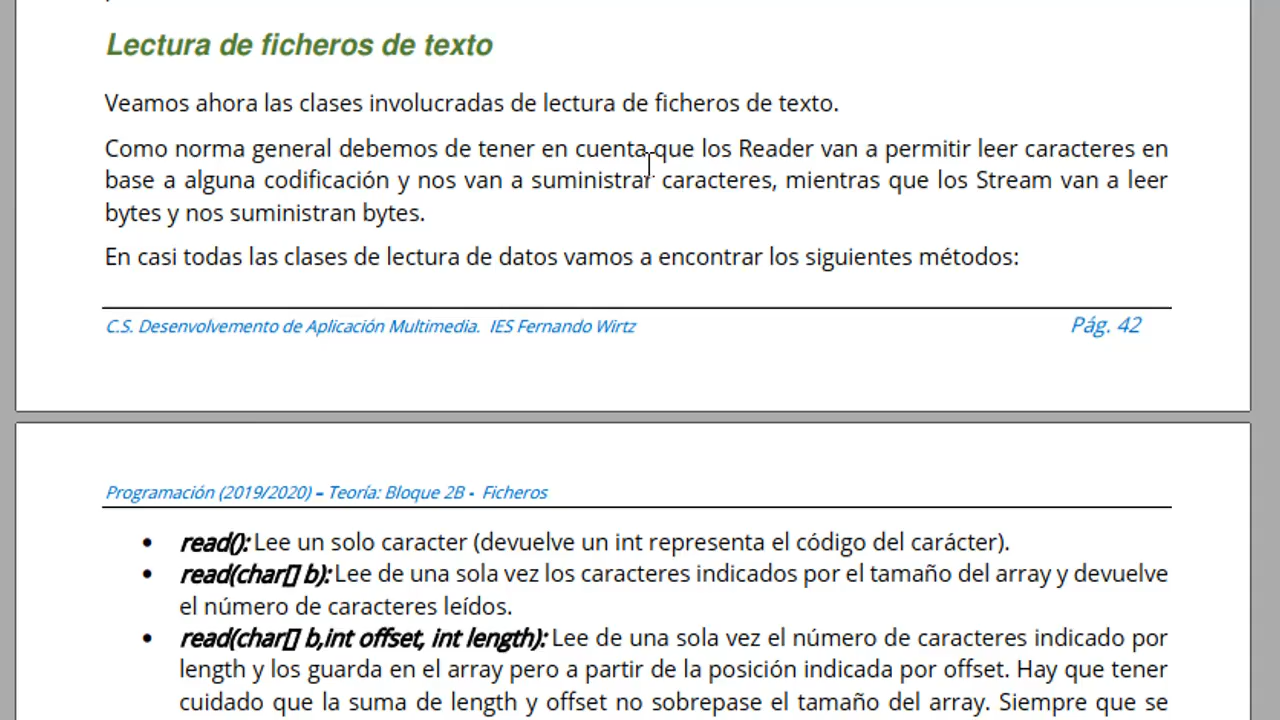 Lectura de ficheros de texto
Veamos ahora las clases involucradas de lectura de ficheros de texto.
Como norma general debemos de tener en cuenta que los Reader van a permitir leer caracteres en
base a alguna codificación y nos van a suministrar caracteres, mientras que los Stream van a leer
bytes y nos suministran bytes.
En casi todas las clases de lectura de datos vamos a encontrar los siguientes métodos:
C.S. Desenvolvemento de Aplicación Multimedia. IES Fernando Wirtz Pág. 42
Programación (2019/2020) – Teoría: Bloque 2B - Ficheros
• read(): Lee un solo caracter (devuelve un int representa el código del carácter).
• read(char[] b): Lee de una sola vez los caracteres indicados por el tamaño del array y devuelve
el número de caracteres leídos.
• read(char[] b,int offset, int length): Lee de una sola vez el número de caracteres indicado por
length y los guarda en el array pero a partir de la posición indicada por offset. Hay que tener
cuidado que la suma de length y offset no sobrepase el tamaño del array. Siempre que se